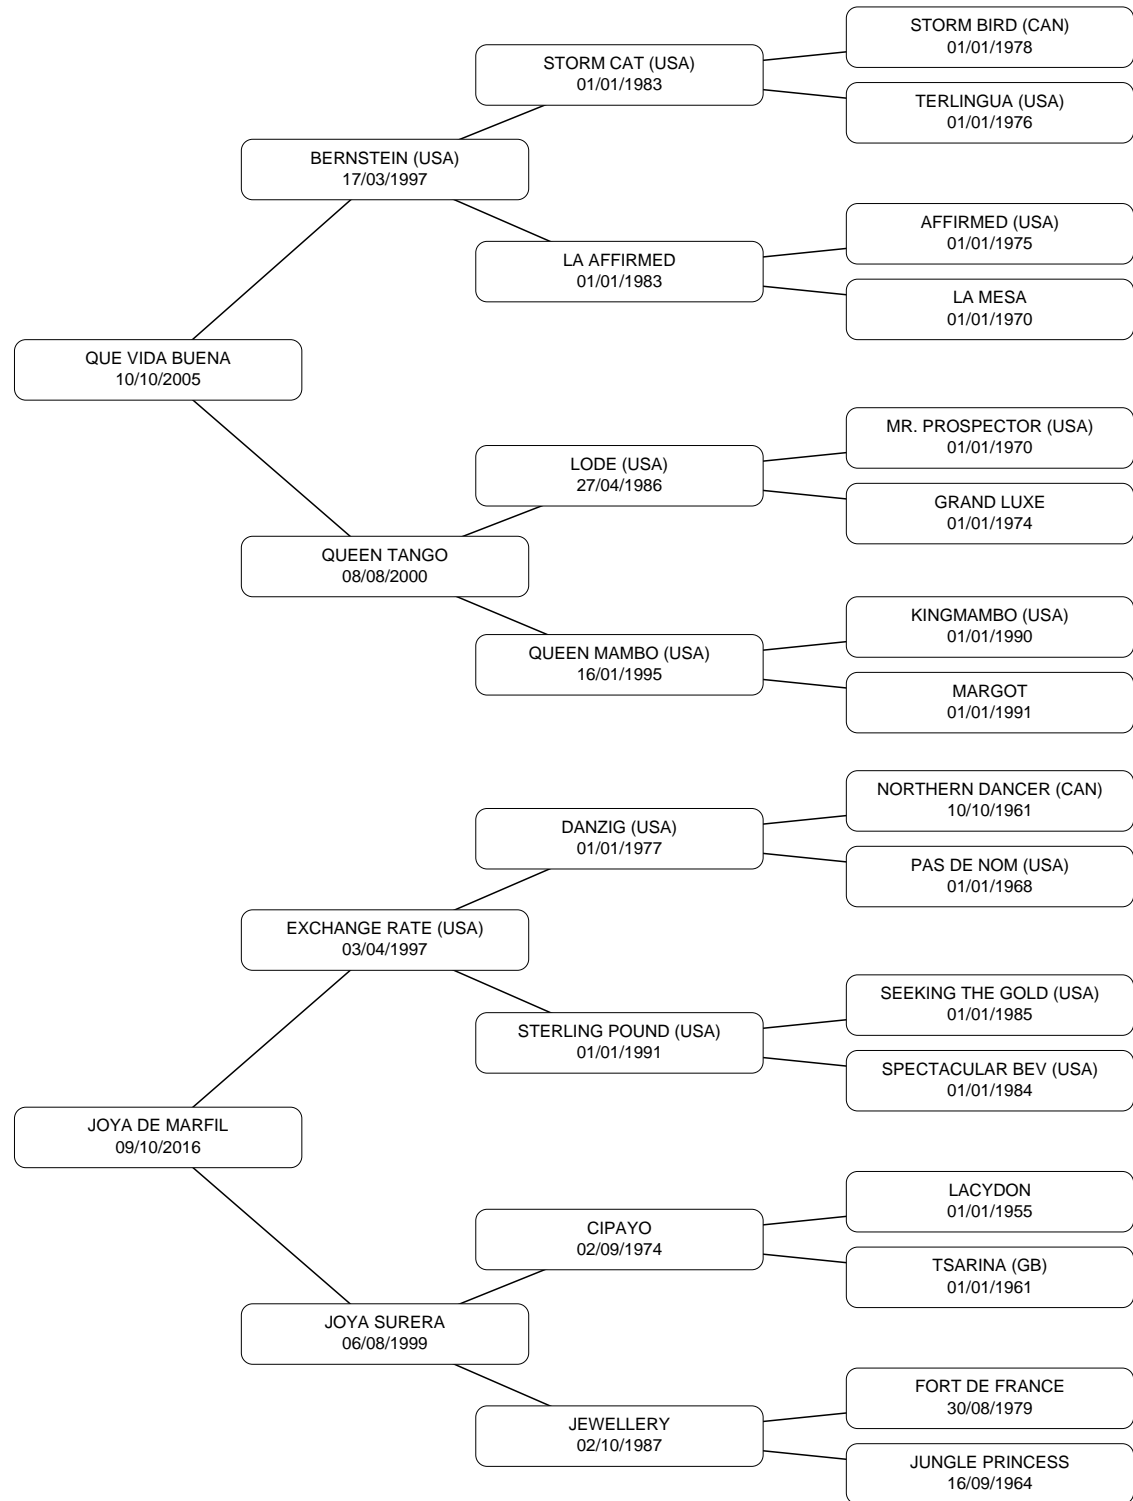 STORM BIRD (CAN)
01/01/1978
STORM CAT (USA)
01/01/1983
TERLINGUA (USA)
01/01/1976
BERNSTEIN (USA)
17/03/1997
AFFIRMED (USA)
01/01/1975
LA AFFIRMED
01/01/1983
LA MESA
01/01/1970
QUE VIDA BUENA
10/10/2005
MR. PROSPECTOR (USA)
01/01/1970
LODE (USA)
27/04/1986
GRAND LUXE
01/01/1974
QUEEN TANGO
08/08/2000
KINGMAMBO (USA)
01/01/1990
QUEEN MAMBO (USA)
16/01/1995
MARGOT
01/01/1991
NORTHERN DANCER (CAN)
10/10/1961
DANZIG (USA)
01/01/1977
PAS DE NOM (USA)
01/01/1968
EXCHANGE RATE (USA)
03/04/1997
SEEKING THE GOLD (USA)
01/01/1985
STERLING POUND (USA)
01/01/1991
SPECTACULAR BEV (USA)
01/01/1984
JOYA DE MARFIL
09/10/2016
LACYDON
01/01/1955
CIPAYO
02/09/1974
TSARINA (GB)
01/01/1961
JOYA SURERA
06/08/1999
FORT DE FRANCE
30/08/1979
JEWELLERY
02/10/1987
JUNGLE PRINCESS
16/09/1964